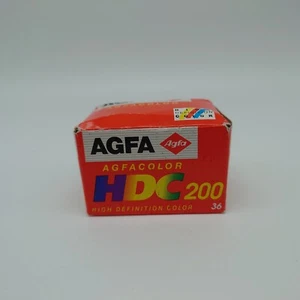 AGFA Agfa
AGFACOLOR
HDC 200
HIGH DEFINITION COLOR 36